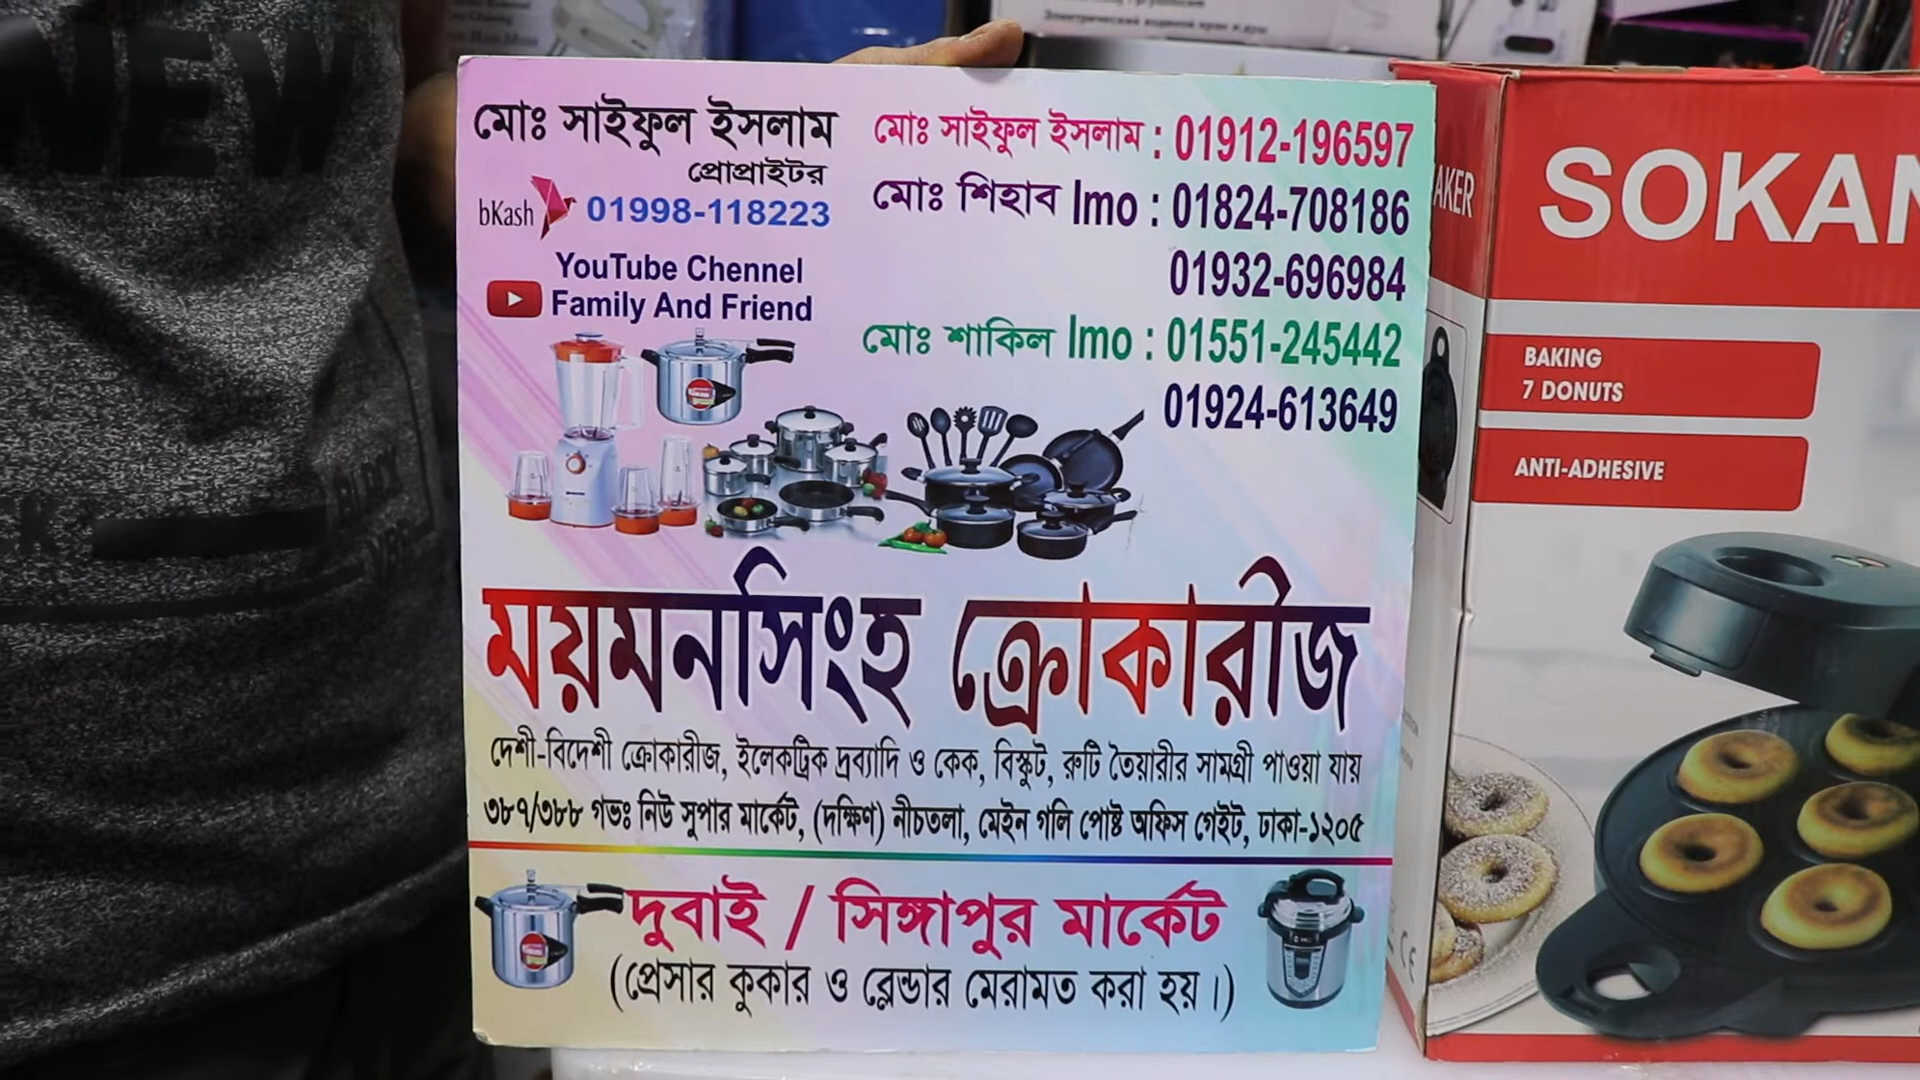 মোঃ সাইফুল ইসলাম
প্রোপ্রাইটর
bKash 01998-118223
YouTube Chennel
Family And Friend
মোঃ সাইফুল ইসলাম : 01912-196597
মোঃ শিহাব Imo : 01824-708186
01932-696984
মোঃ শাকিল Imo : 01551-245442
01924-613649
ময়মনসিংহ ক্রোকারীজ
দেশী-বিদেশী ক্রোকারীজ, ইলেকট্রিক দ্রব্যাদি ও কেক, বিস্কুট, রুটি তৈয়ারীর সামগ্রী পাওয়া যায়
৩৮৭/৩৮৮ গভঃ নিউ সুপার মার্কেট, (দক্ষিণ) নীচতলা, মেইন গলি পোষ্ট অফিস গেইট, ঢাকা-১২০৫
দুবাই / সিঙ্গাপুর মার্কেট
(প্রেসার কুকার ও ব্লেন্ডার মেরামত করা হয়।)
AKER
SOKAN
BAKING
7 DONUTS
ANTI-ADHESIVE
NEW